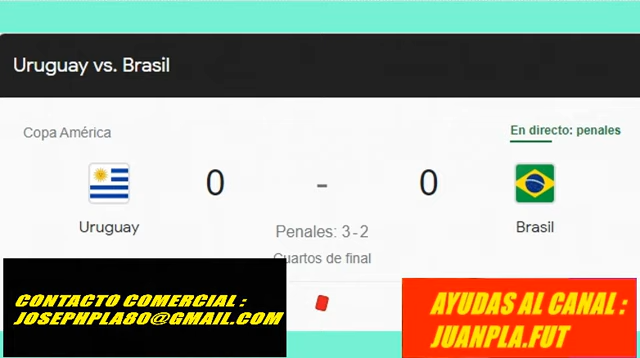 Uruguay vs. Brasil
Copa América
En directo: penales
0 - 0
Uruguay
Brasil
Penales: 3-2
Cuartos de final
CONTACTO COMERCIAL :
JOSEPHPLA80@GMAIL.COM
AYUDAS AL CANAL :
JUANPLA.FUT